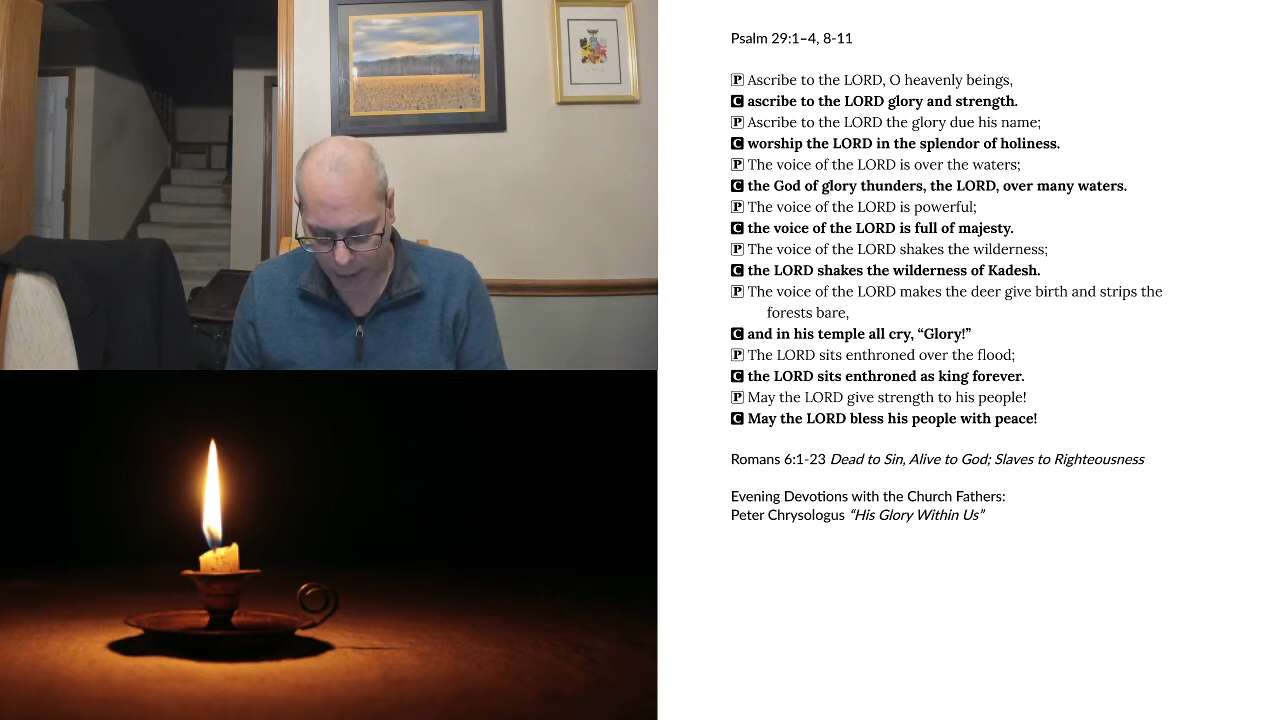 Psalm 29:1–4, 8-11
P Ascribe to the LORD, O heavenly beings,
C ascribe to the LORD glory and strength.
P Ascribe to the LORD the glory due his name;
C worship the LORD in the splendor of holiness.
P The voice of the LORD is over the waters;
C the God of glory thunders, the LORD, over many waters.
P The voice of the LORD is powerful;
C the voice of the LORD is full of majesty.
P The voice of the LORD shakes the wilderness;
C the LORD shakes the wilderness of Kadesh.
P The voice of the LORD makes the deer give birth and strips the
forests bare,
C and in his temple all cry, “Glory!”
P The LORD sits enthroned over the flood;
C the LORD sits enthroned as king forever.
P May the LORD give strength to his people!
C May the LORD bless his people with peace!
Romans 6:1-23 Dead to Sin, Alive to God; Slaves to Righteousness
Evening Devotions with the Church Fathers:
Peter Chrysologus “His Glory Within Us”